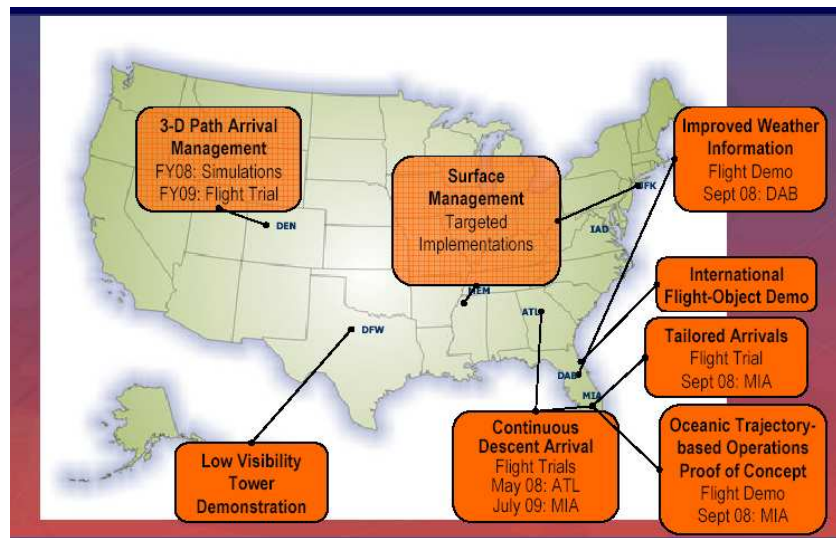 3-D Path Arrival
Management
FY08: Simulations
FY09: Flight Trial
DEN
Surface
Management
Targeted
Implementations
JFK
IAD
MEM
ATL
DFW
DAB
MIA
Improved Weather
Information
Flight Demo
Sept 08: DAB
International
Flight-Object Demo
Tailored Arrivals
Flight Trial
Sept 08: MIA
Oceanic Trajectory-
based Operations
Proof of Concept
Flight Demo
Sept 08: MIA
Continuous
Descent Arrival
Flight Trials
May 08: ATL
July 09: MIA
Low Visibility
Tower
Demonstration